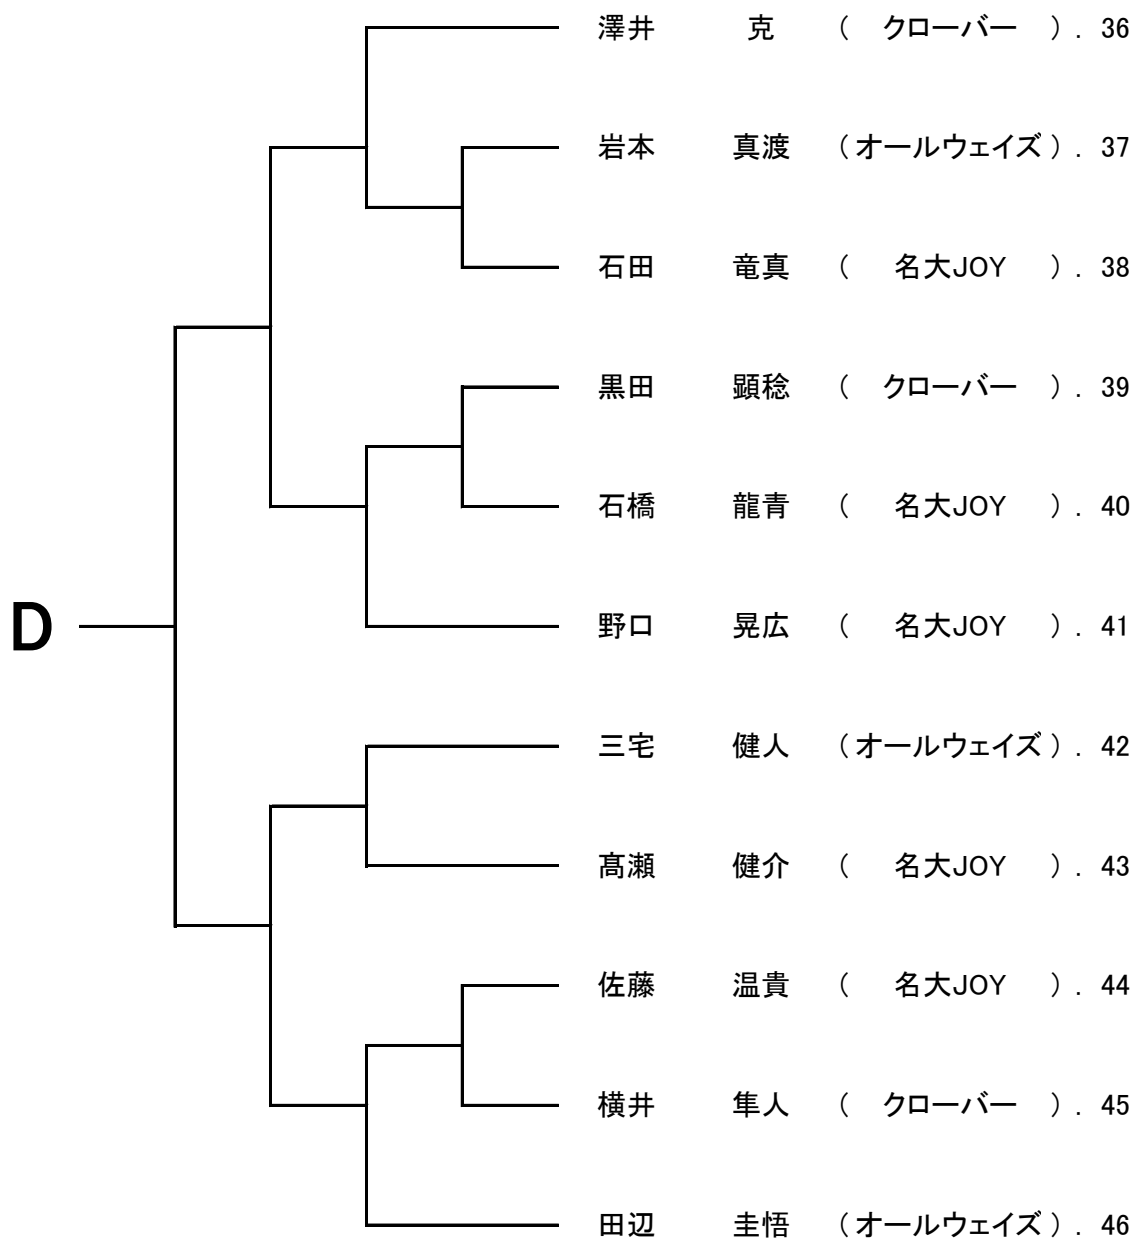 澤井 克 ( クローバー ) . 36
岩本 真渡 ( オールウェイズ ) . 37
石田 竜真 ( 名大JOY ) . 38
黒田 顕稔 ( クローバー ) . 39
石橋 龍青 ( 名大JOY ) . 40
D
野口 晃広 ( 名大JOY ) . 41
三宅 健人 ( オールウェイズ ) . 42
髙瀬 健介 ( 名大JOY ) . 43
佐藤 温貴 ( 名大JOY ) . 44
横井 隼人 ( クローバー ) . 45
田辺 圭悟 ( オールウェイズ ) . 46